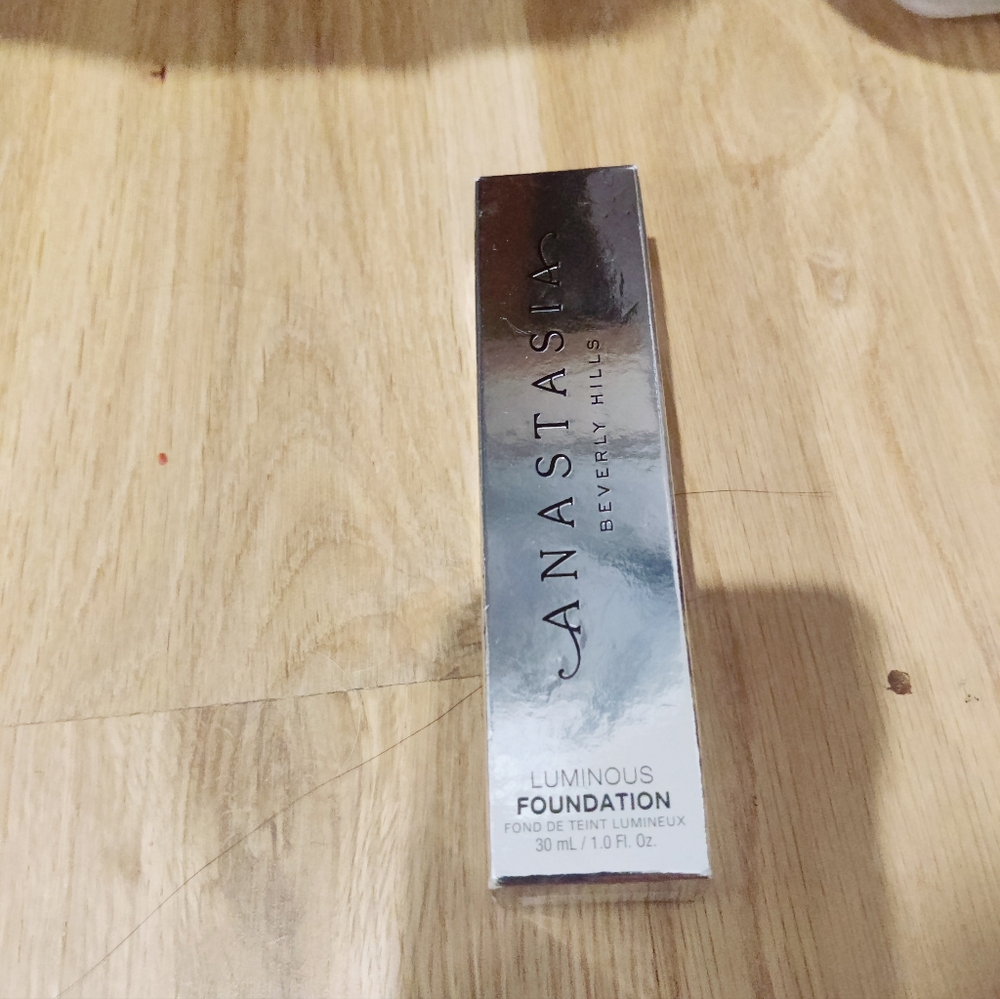 ANASTASIA
BEVERLY HILLS
LUMINOUS
FOUNDATION
FOND DE TEINT LUMINEUX
30 mL / 1.0 Fl. Oz.